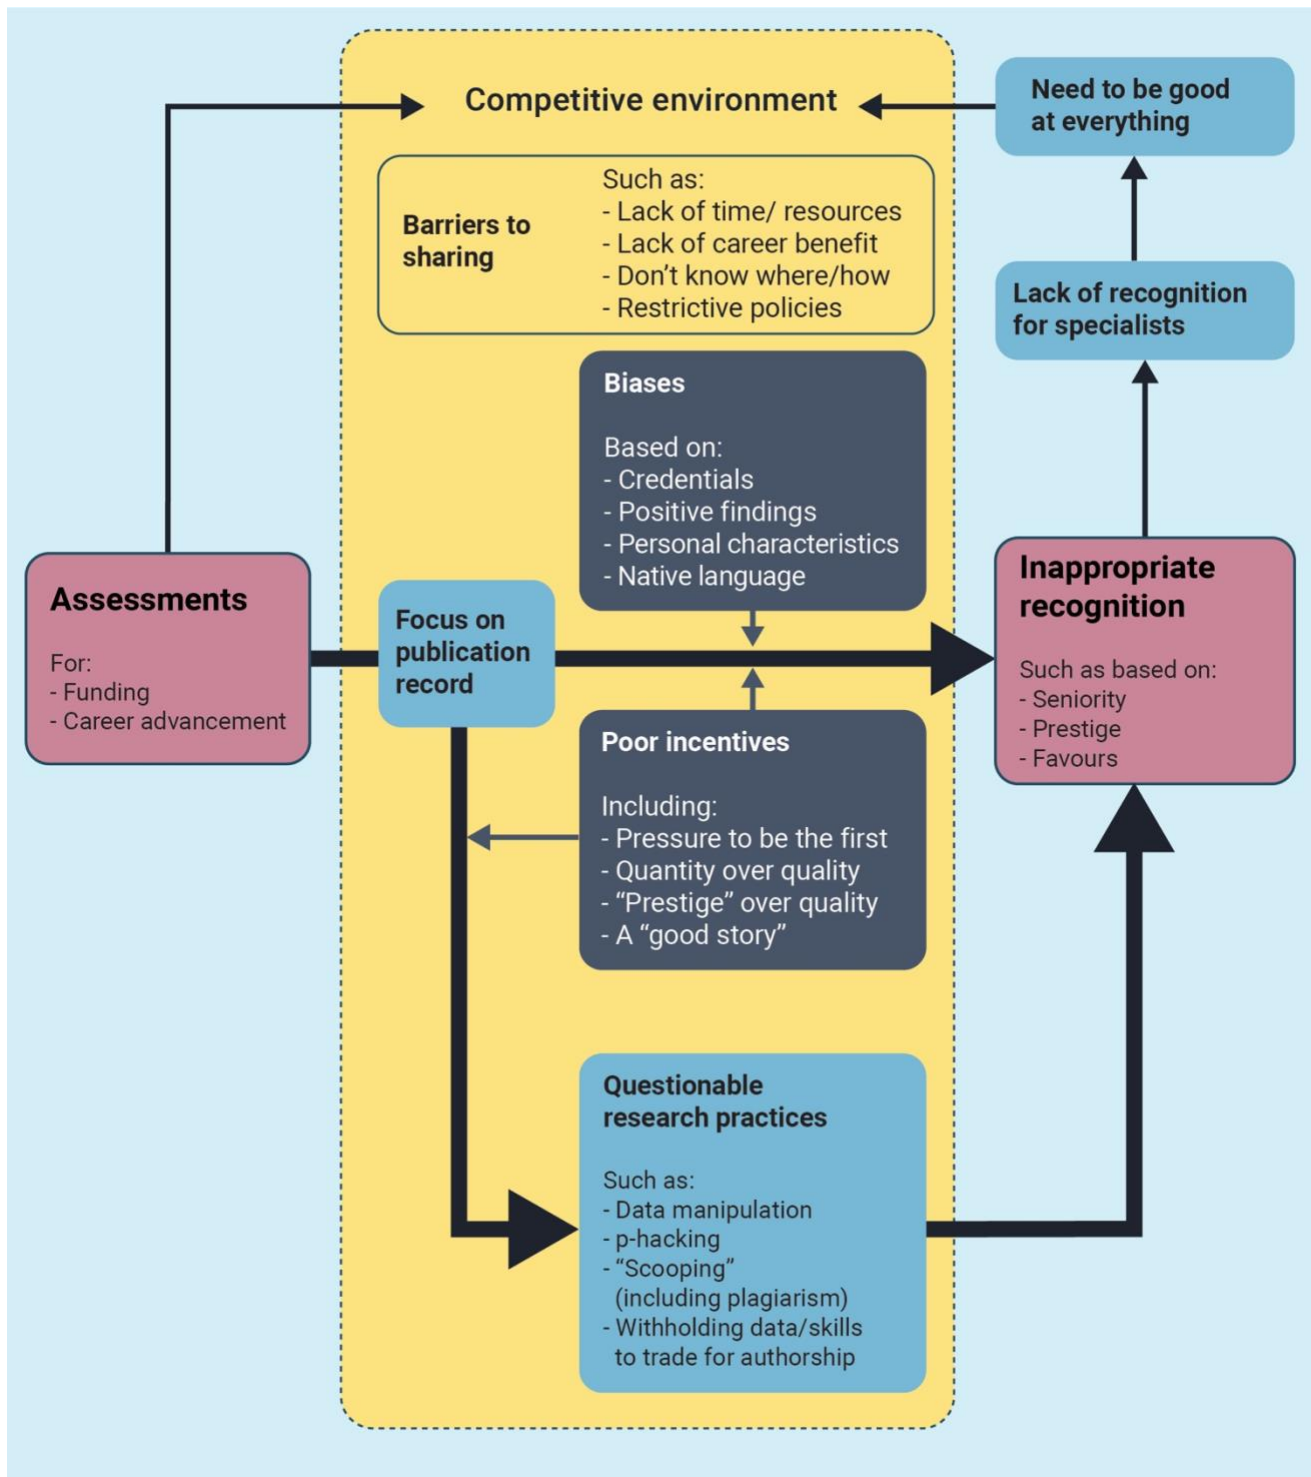 Competitive environment
Need to be good
at everything
Barriers to
sharing
Such as:
- Lack of time/ resources
- Lack of career benefit
- Don’t know where/how
- Restrictive policies
Lack of recognition
for specialists
Biases
Based on:
- Credentials
- Positive findings
- Personal characteristics
- Native language
Assessments
For:
- Funding
- Career advancement
Focus on
publication
record
Inappropriate
recognition
Such as based on:
- Seniority
- Prestige
- Favours
Poor incentives
Including:
- Pressure to be the first
- Quantity over quality
- “Prestige” over quality
- A “good story”
Questionable
research practices
Such as:
- Data manipulation
- p-hacking
- “Scooping”
(including plagiarism)
- Withholding data/skills
to trade for authorship